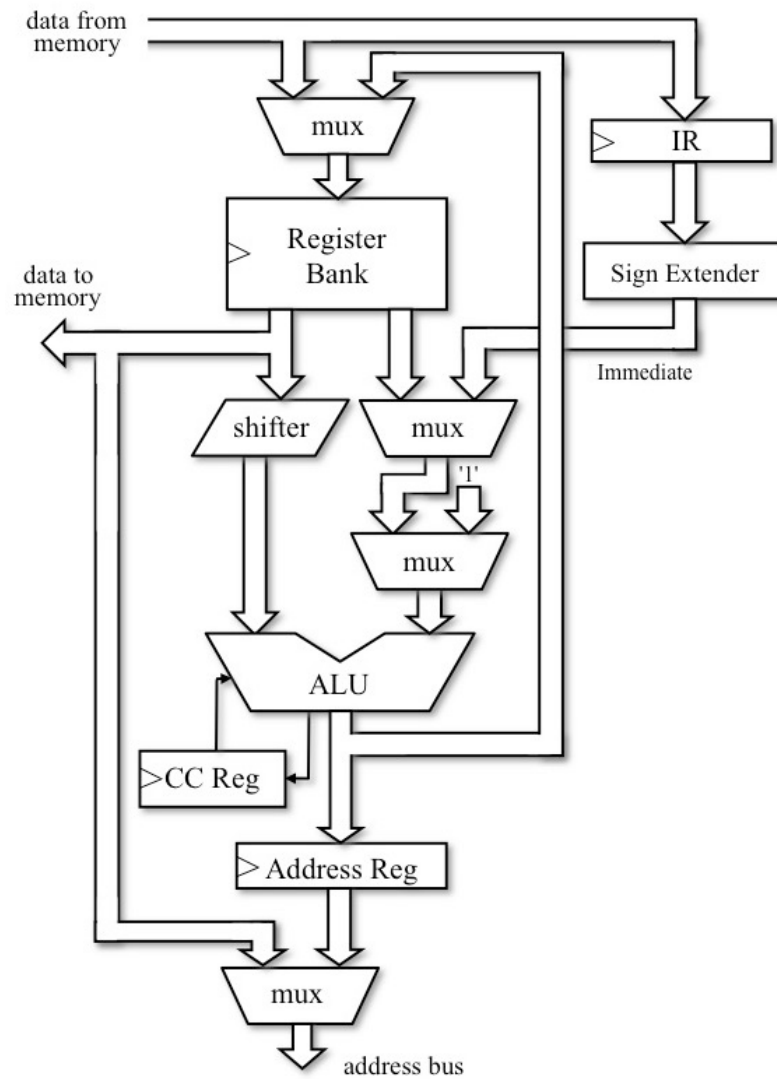 data from
memory
mux
IR
Register
Bank
Sign Extender
data to
memory
Immediate
shifter
mux
'1'
mux
ALU
CC Reg
Address Reg
mux
address bus